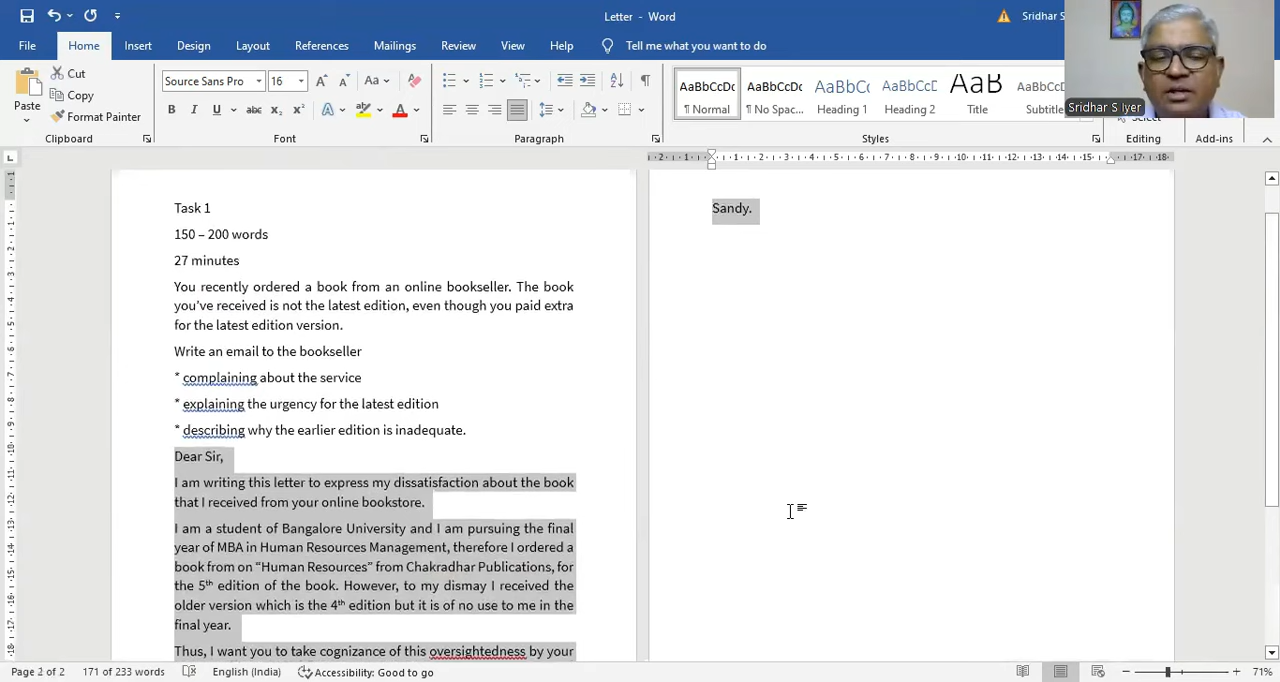 Letter - Word
Sridhar S
File Home Insert Design Layout References Mailings Review View Help Tell me what you want to do
Sridhar S Iyer
Paste
Cut
Copy
Format Painter
Source Sans Pro 16
AaBbCcDc AaBbCcDc AaBbCcD AaBbCcD AaB AaBbCcD
¶ Normal ¶ No Spac... Heading 1 Heading 2 Title Subtitle
Select
Clipboard Font Paragraph Styles Editing Add-ins
Task 1
150 – 200 words
27 minutes
You recently ordered a book from an online bookseller. The book
you've received is not the latest edition, even though you paid extra
for the latest edition version.
Write an email to the bookseller
* complaining about the service
* explaining the urgency for the latest edition
* describing why the earlier edition is inadequate.
Dear Sir,
I am writing this letter to express my dissatisfaction about the book
that I received from your online bookstore.
I am a student of Bangalore University and I am pursuing the final
year of MBA in Human Resources Management, therefore I ordered a
book from on “Human Resources” from Chakradhar Publications, for
the 5th edition of the book. However, to my dismay I received the
older version which is the 4th edition but it is of no use to me in the
final year.
Thus, I want you to take cognizance of this oversightedness by your
Sandy.
Page 2 of 2 171 of 233 words English (India) Accessibility: Good to go 71%